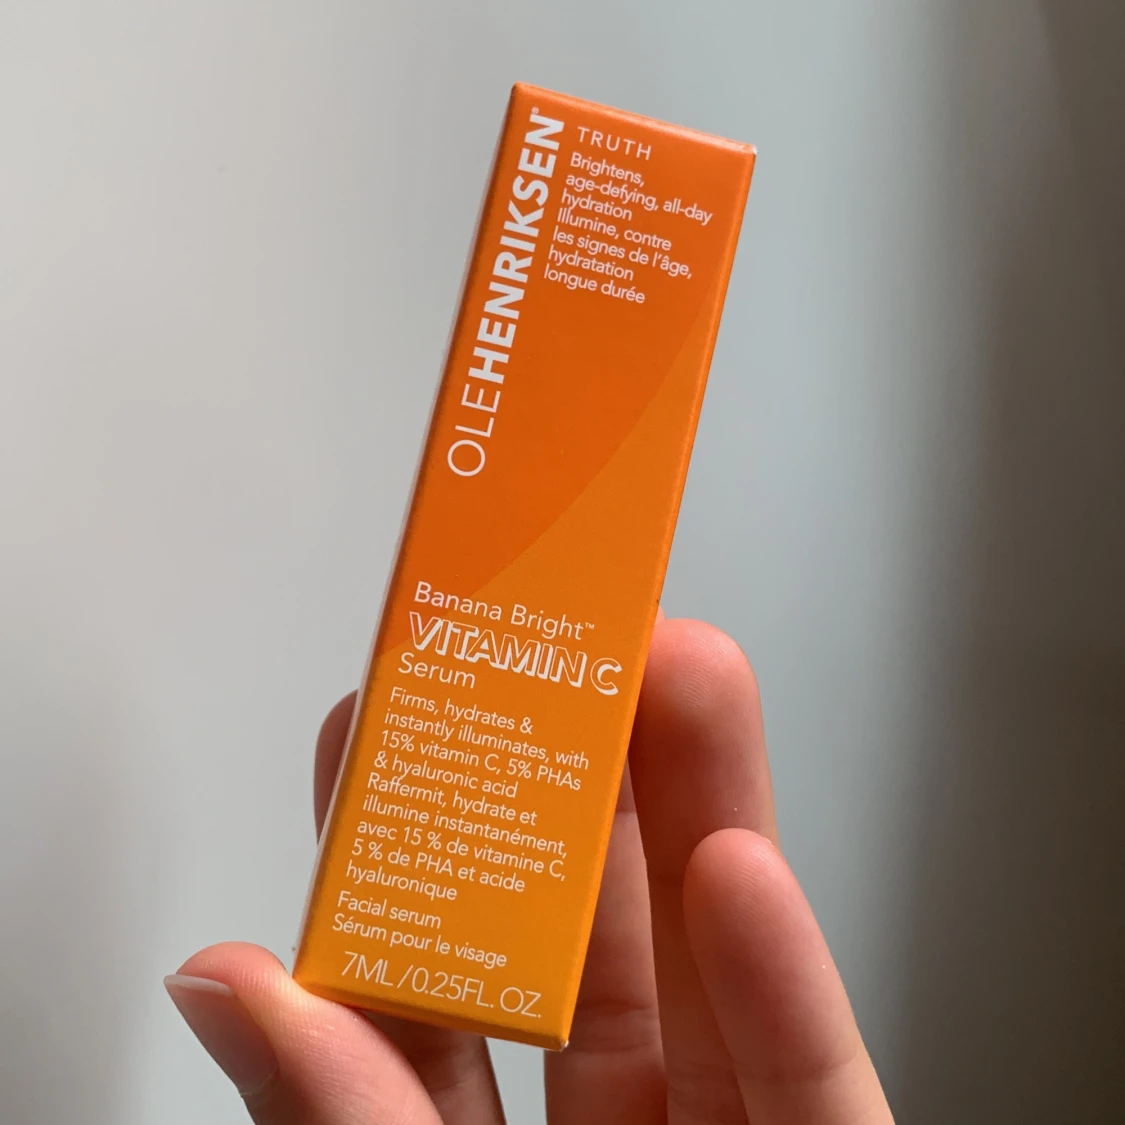 OLEHENRIKSEN®
TRUTH
Brightens,
age-defying, all-day
hydration
Illumine, contre
les signes de l'âge,
hydratation
longue durée
Banana Bright™
VITAMIN C
Serum
Firms, hydrates &
instantly illuminates, with
15% vitamin C, 5% PHAs
& hyaluronic acid
Raffermit, hydrate et
illumine instantanément,
avec 15 % de vitamine C,
5 % de PHA et acide
hyaluronique
Facial serum
Sérum pour le visage
7ML/0.25FL. OZ.